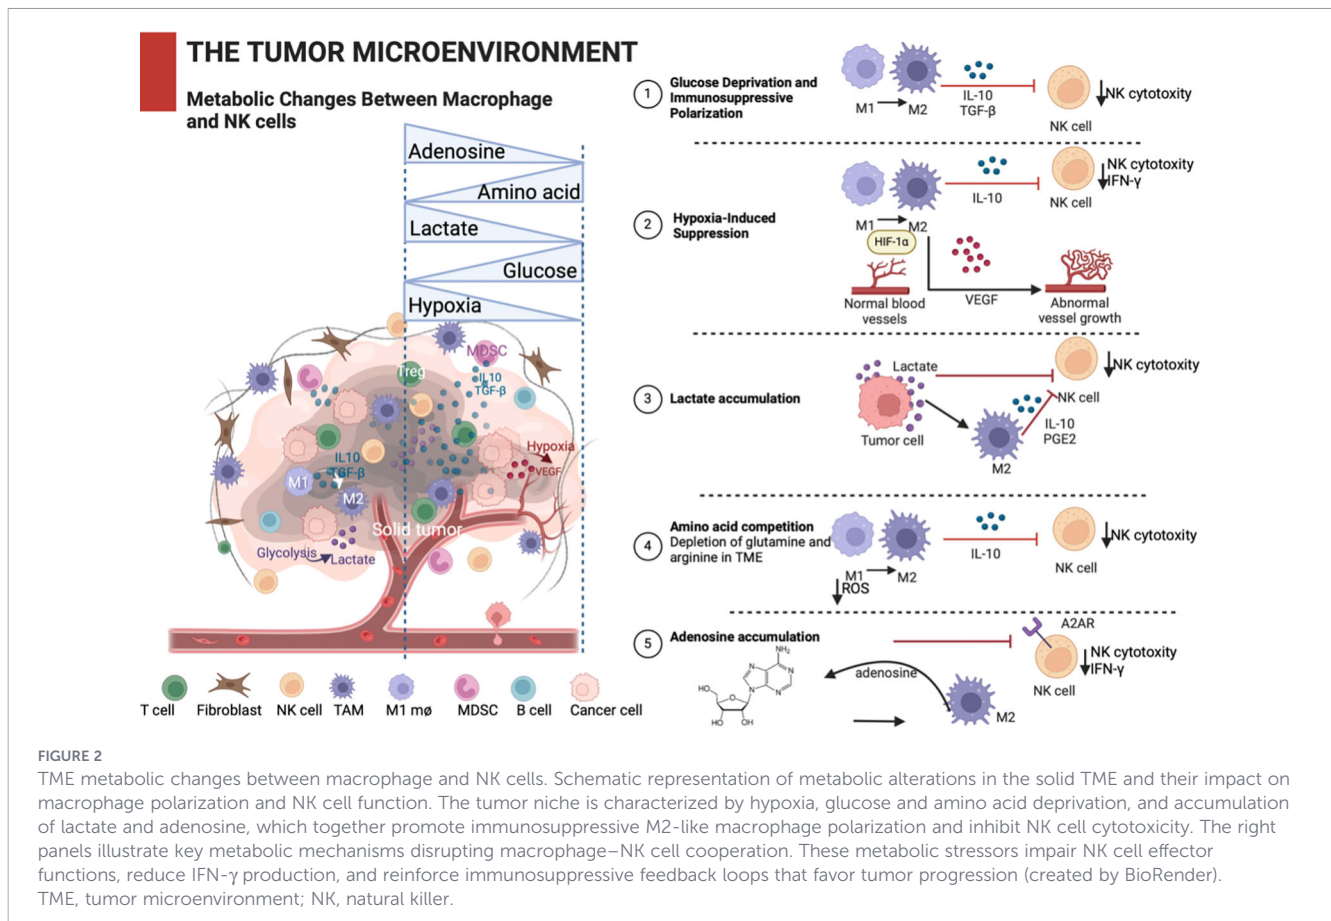 THE TUMOR MICROENVIRONMENT
Metabolic Changes Between Macrophage
and NK cells
Adenosine
Amino acid
Lactate
Glucose
Hypoxia
MDSC
Treg
IL10
TGF-β
IL10
TGF-β
Hypoxia
VEGF
M1
M2
Solid tumor
Glycolysis
Lactate
T cell
Fibroblast
NK cell
TAM
M1 mø
MDSC
B cell
Cancer cell
1
Glucose Deprivation and
Immunosuppressive
Polarization
M1
M2
IL-10
TGF-β
NK cell
NK cytotoxity
2
Hypoxia-Induced
Suppression
M1
M2
HIF-1α
IL-10
NK cell
NK cytotoxity
IFN-γ
Normal blood
vessels
VEGF
Abnormal
vessel growth
3
Lactate accumulation
Lactate
Tumor cell
M2
IL-10
PGE2
NK cell
NK cytotoxity
4
Amino acid competition
Depletion of glutamine and
arginine in TME
M1
M2
ROS
IL-10
NK cell
NK cytotoxity
5
Adenosine accumulation
NH₂
N
N
N
N
HO
O
OH
OH
adenosine
A2AR
NK cell
NK cytotoxity
IFN-γ
M2
FIGURE 2
TME metabolic changes between macrophage and NK cells. Schematic representation of metabolic alterations in the solid TME and their impact on
macrophage polarization and NK cell function. The tumor niche is characterized by hypoxia, glucose and amino acid deprivation, and accumulation
of lactate and adenosine, which together promote immunosuppressive M2-like macrophage polarization and inhibit NK cell cytotoxicity. The right
panels illustrate key metabolic mechanisms disrupting macrophage–NK cell cooperation. These metabolic stressors impair NK cell effector
functions, reduce IFN-γ production, and reinforce immunosuppressive feedback loops that favor tumor progression (created by BioRender).
TME, tumor microenvironment; NK, natural killer.